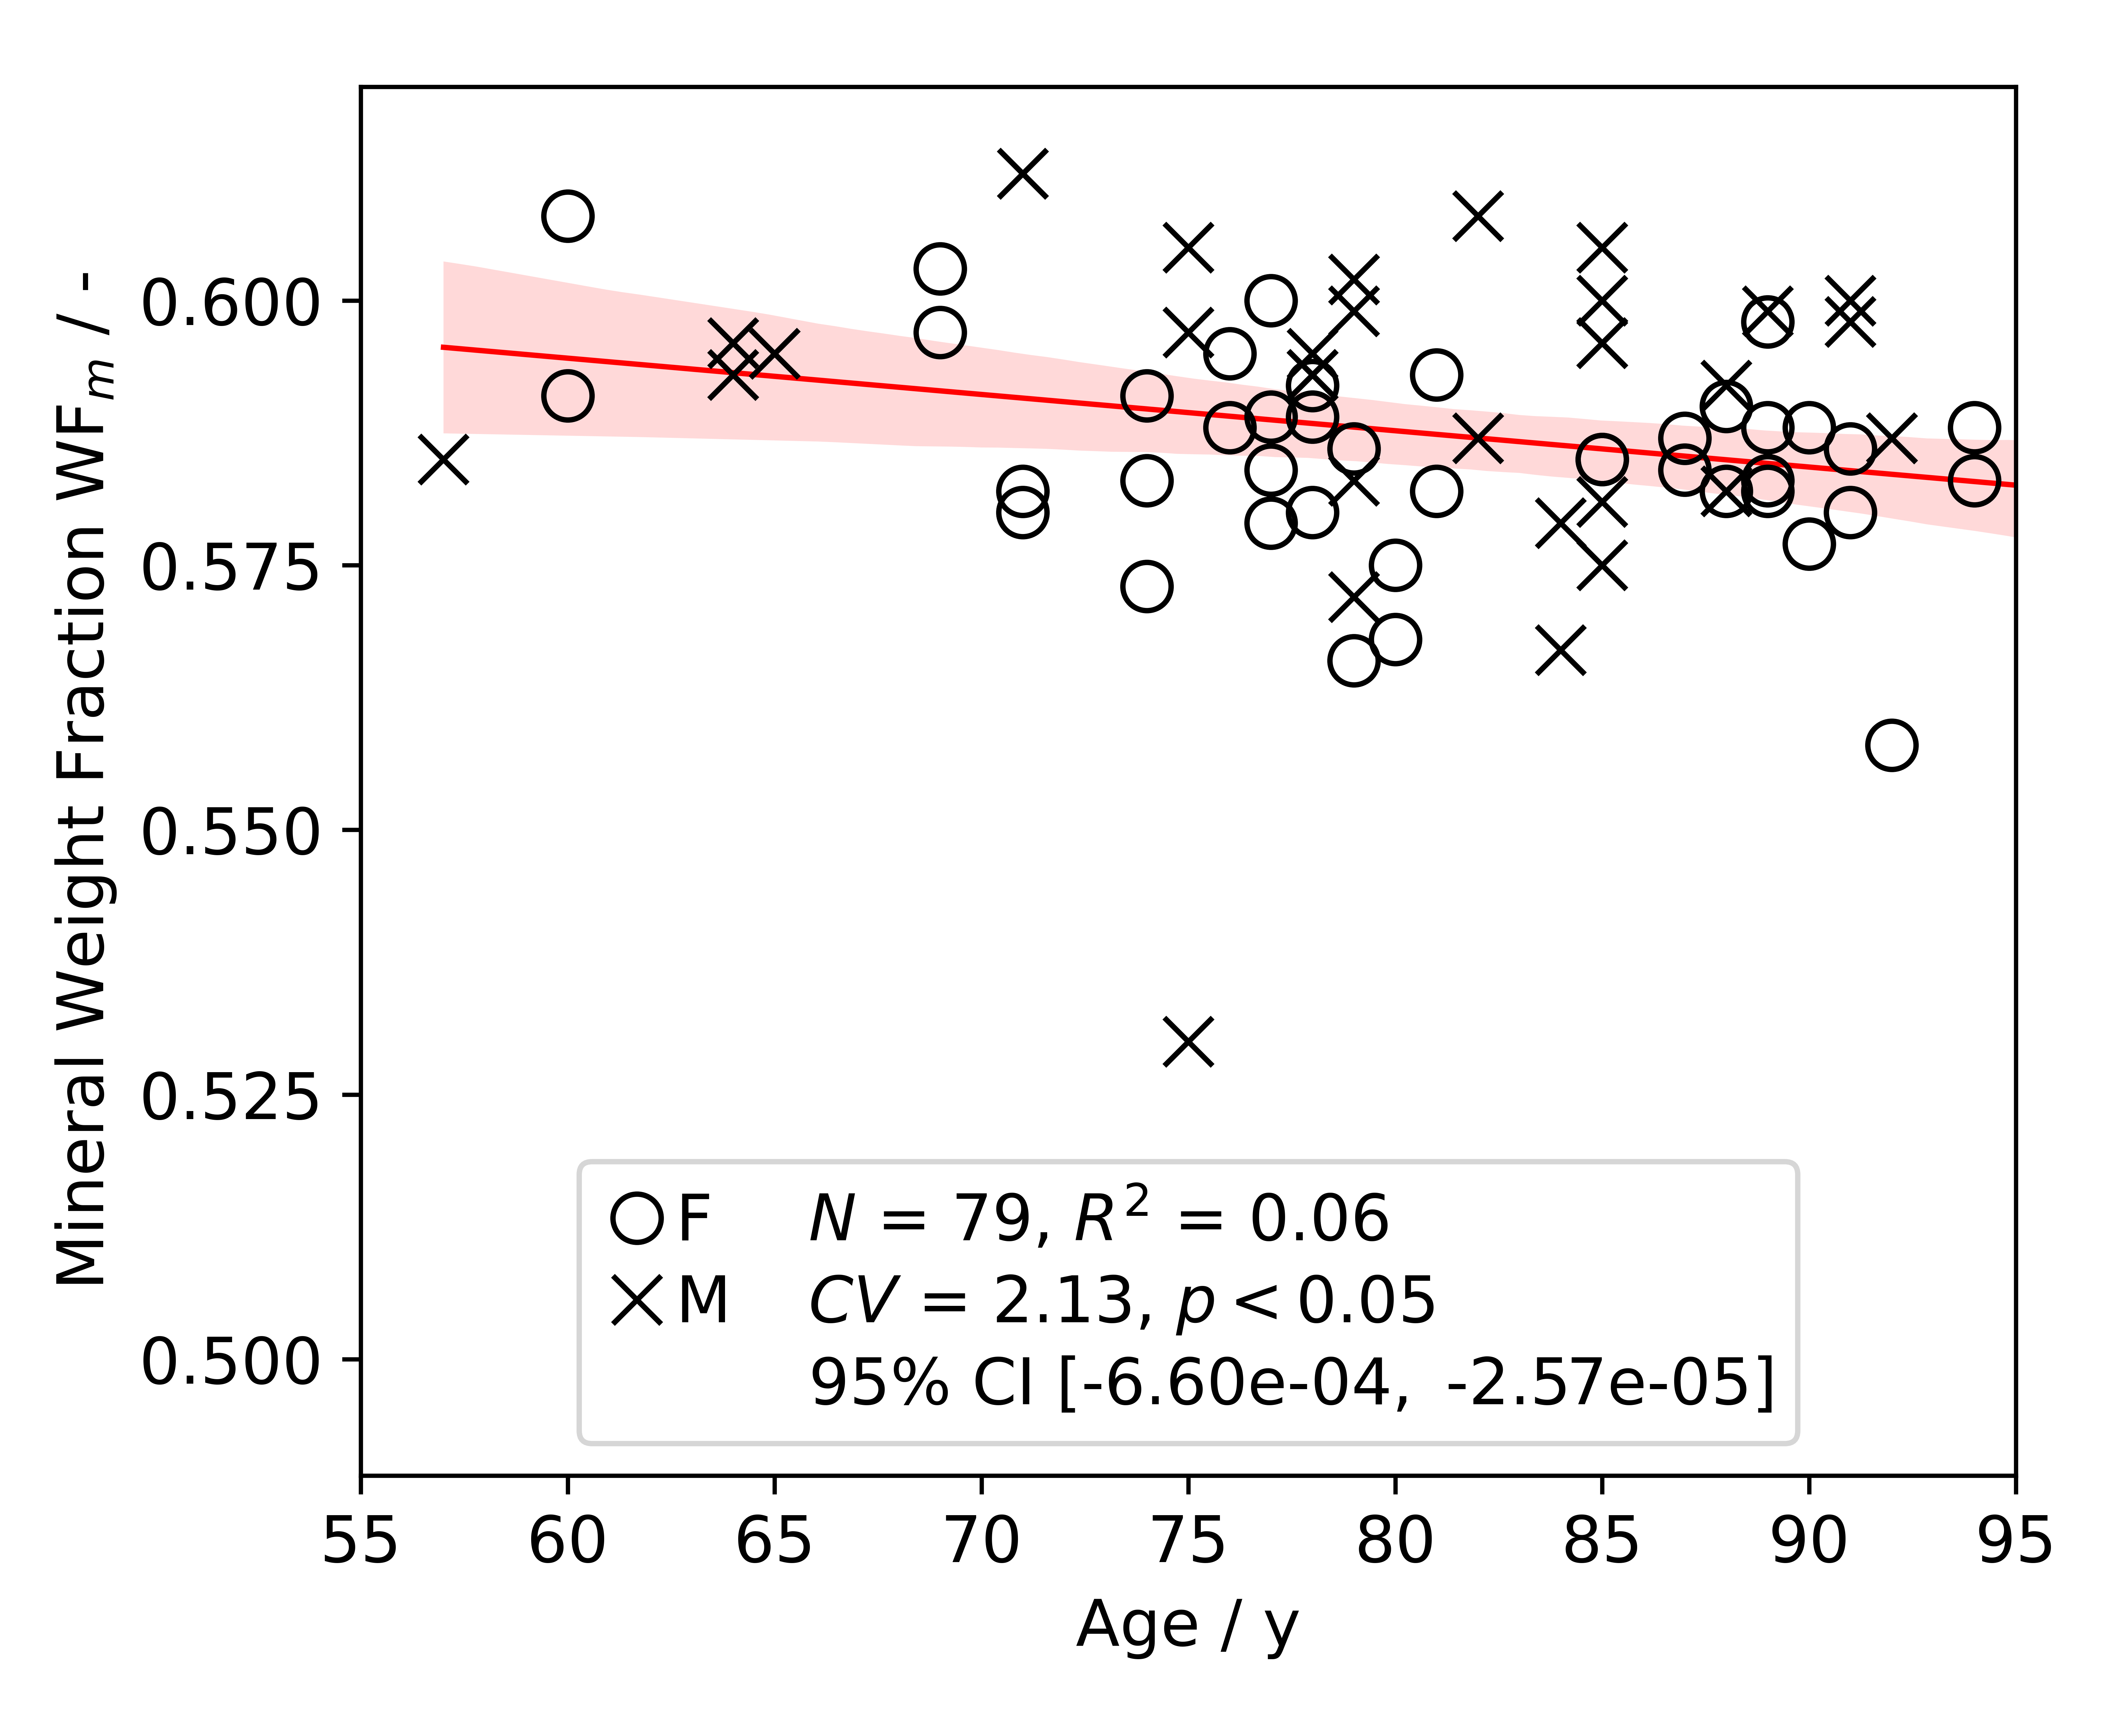 Mineral Weight Fraction WFm / -
0.600
0.575
0.550
0.525
0.500
F N = 79, R² = 0.06
M CV = 2.13, p < 0.05
95% CI [-6.60e-04, -2.57e-05]
55 60 65 70 75 80 85 90 95
Age / y